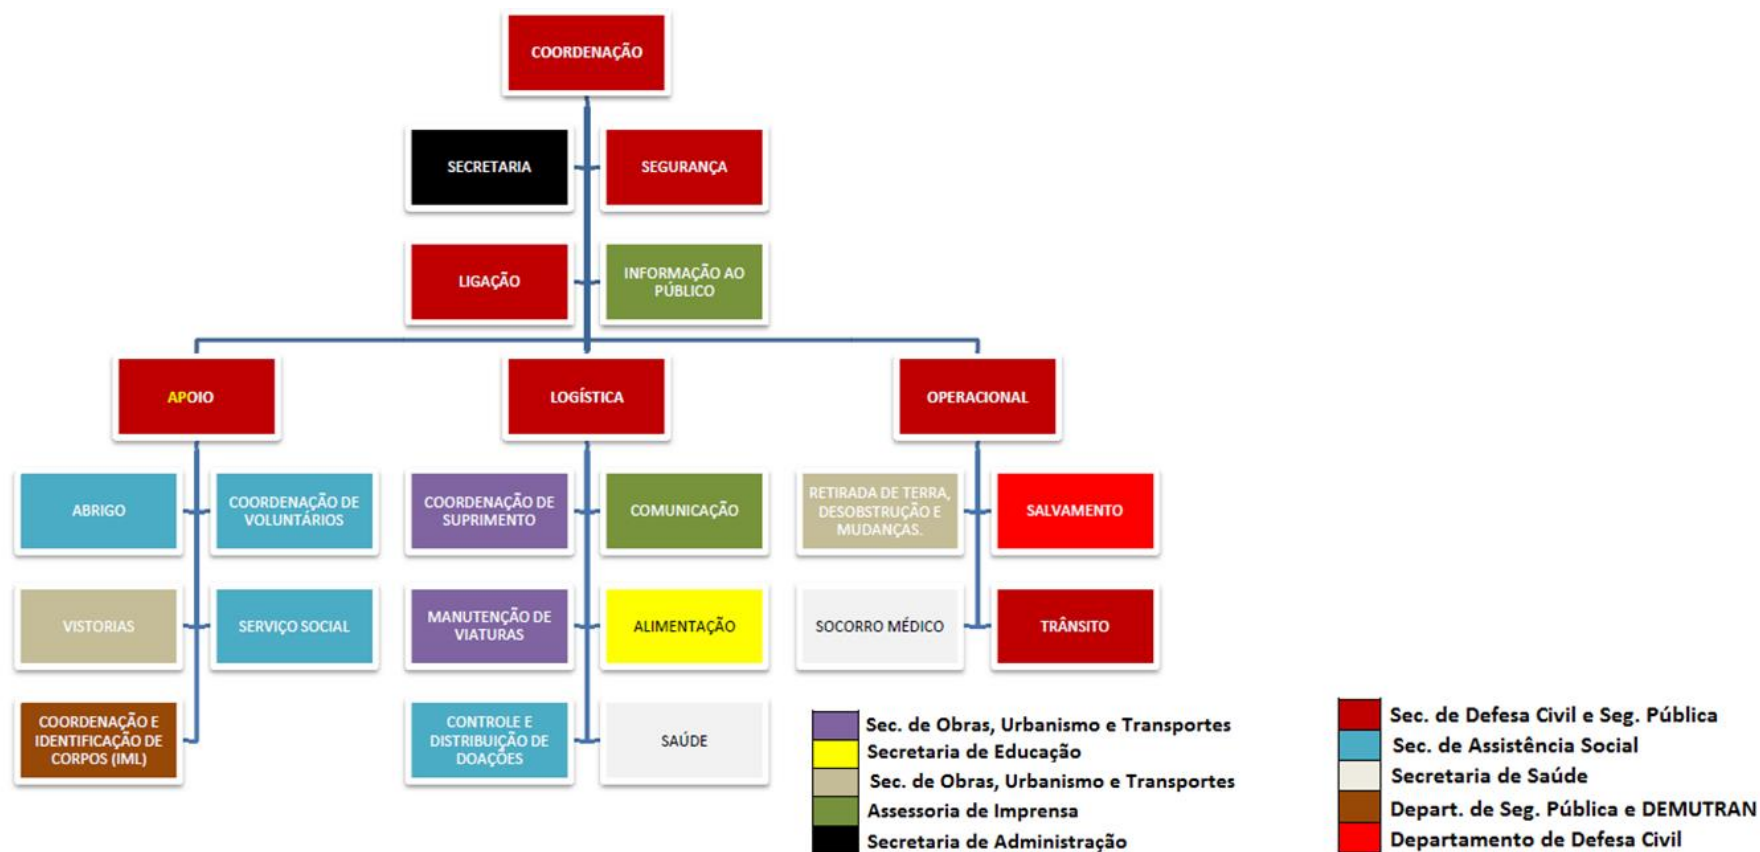 COORDENAÇÃO
SECRETARIA
SEGURANÇA
LIGAÇÃO
INFORMAÇÃO AO
PÚBLICO
APOIO
LOGÍSTICA
OPERACIONAL
ABRIGO
COORDENAÇÃO DE
VOLUNTÁRIOS
COORDENAÇÃO DE
SUPRIMENTO
COMUNICAÇÃO
RETIRADA DE TERRA,
DESOBSTRUÇÃO E
MUDANÇAS.
SALVAMENTO
VISTORIAS
SERVIÇO SOCIAL
MANUTENÇÃO DE
VIATURAS
ALIMENTAÇÃO
SOCORRO MÉDICO
TRÂNSITO
COORDENAÇÃO E
IDENTIFICAÇÃO DE
CORPOS (IML)
CONTROLE E
DISTRIBUIÇÃO DE
DOAÇÕES
SAÚDE
Sec. de Obras, Urbanismo e Transportes
Secretaria de Educação
Sec. de Obras, Urbanismo e Transportes
Assessoria de Imprensa
Secretaria de Administração
Sec. de Defesa Civil e Seg. Pública
Sec. de Assistência Social
Secretaria de Saúde
Depart. de Seg. Pública e DEMUTRAN
Departamento de Defesa Civil